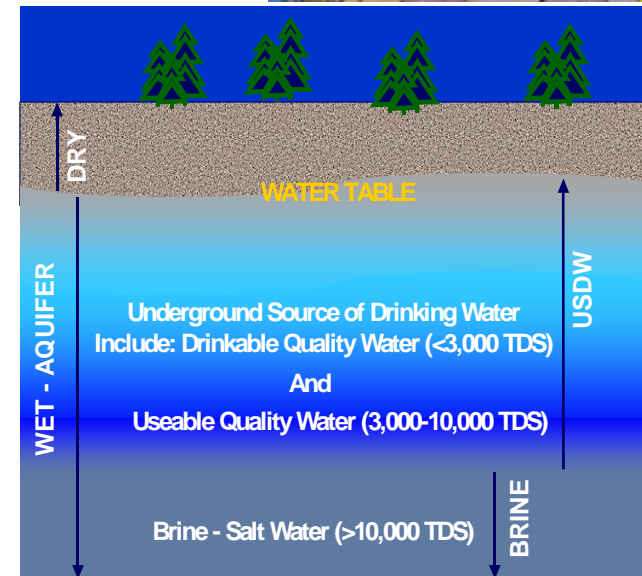 DRY
WATER TABLE
WET - AQUIFER
USDW
Underground Source of Drinking Water
Include: Drinkable Quality Water (<3,000 TDS)
And
Useable Quality Water (3,000-10,000 TDS)
Brine - Salt Water (>10,000 TDS)
BRINE